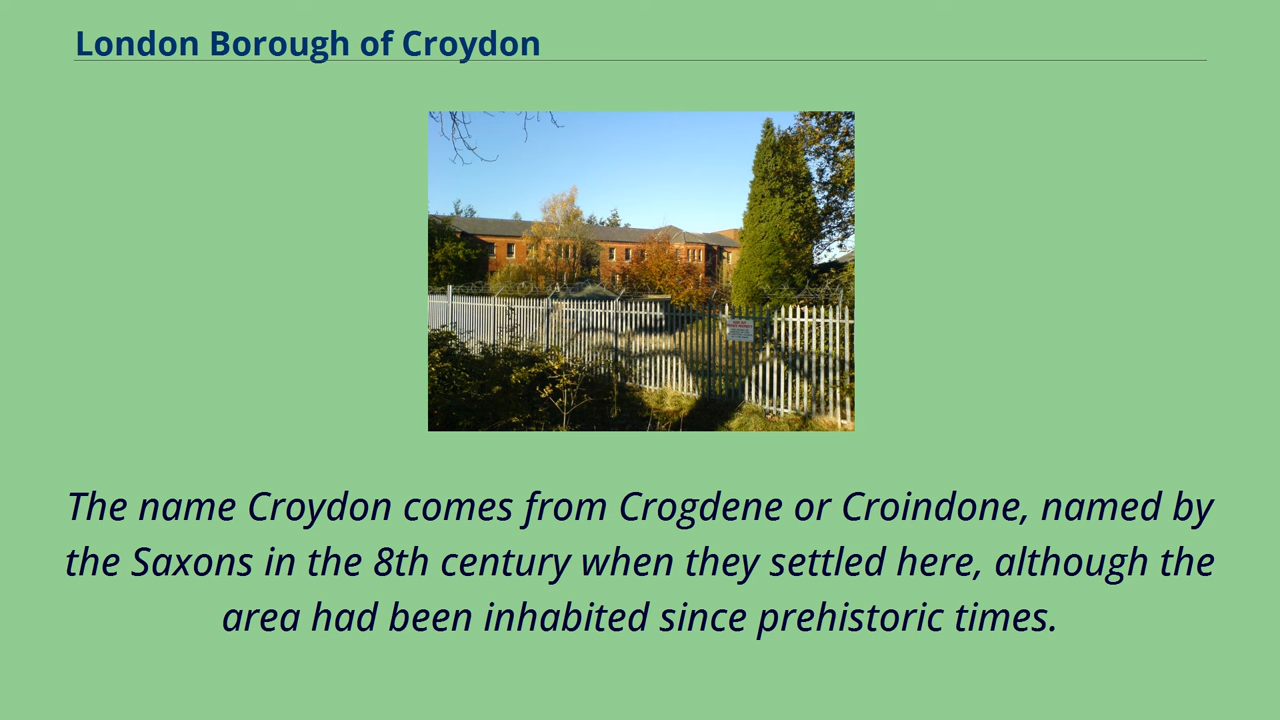 London Borough of Croydon
The name Croydon comes from Crogdene or Croindone, named by
the Saxons in the 8th century when they settled here, although the
area had been inhabited since prehistoric times.